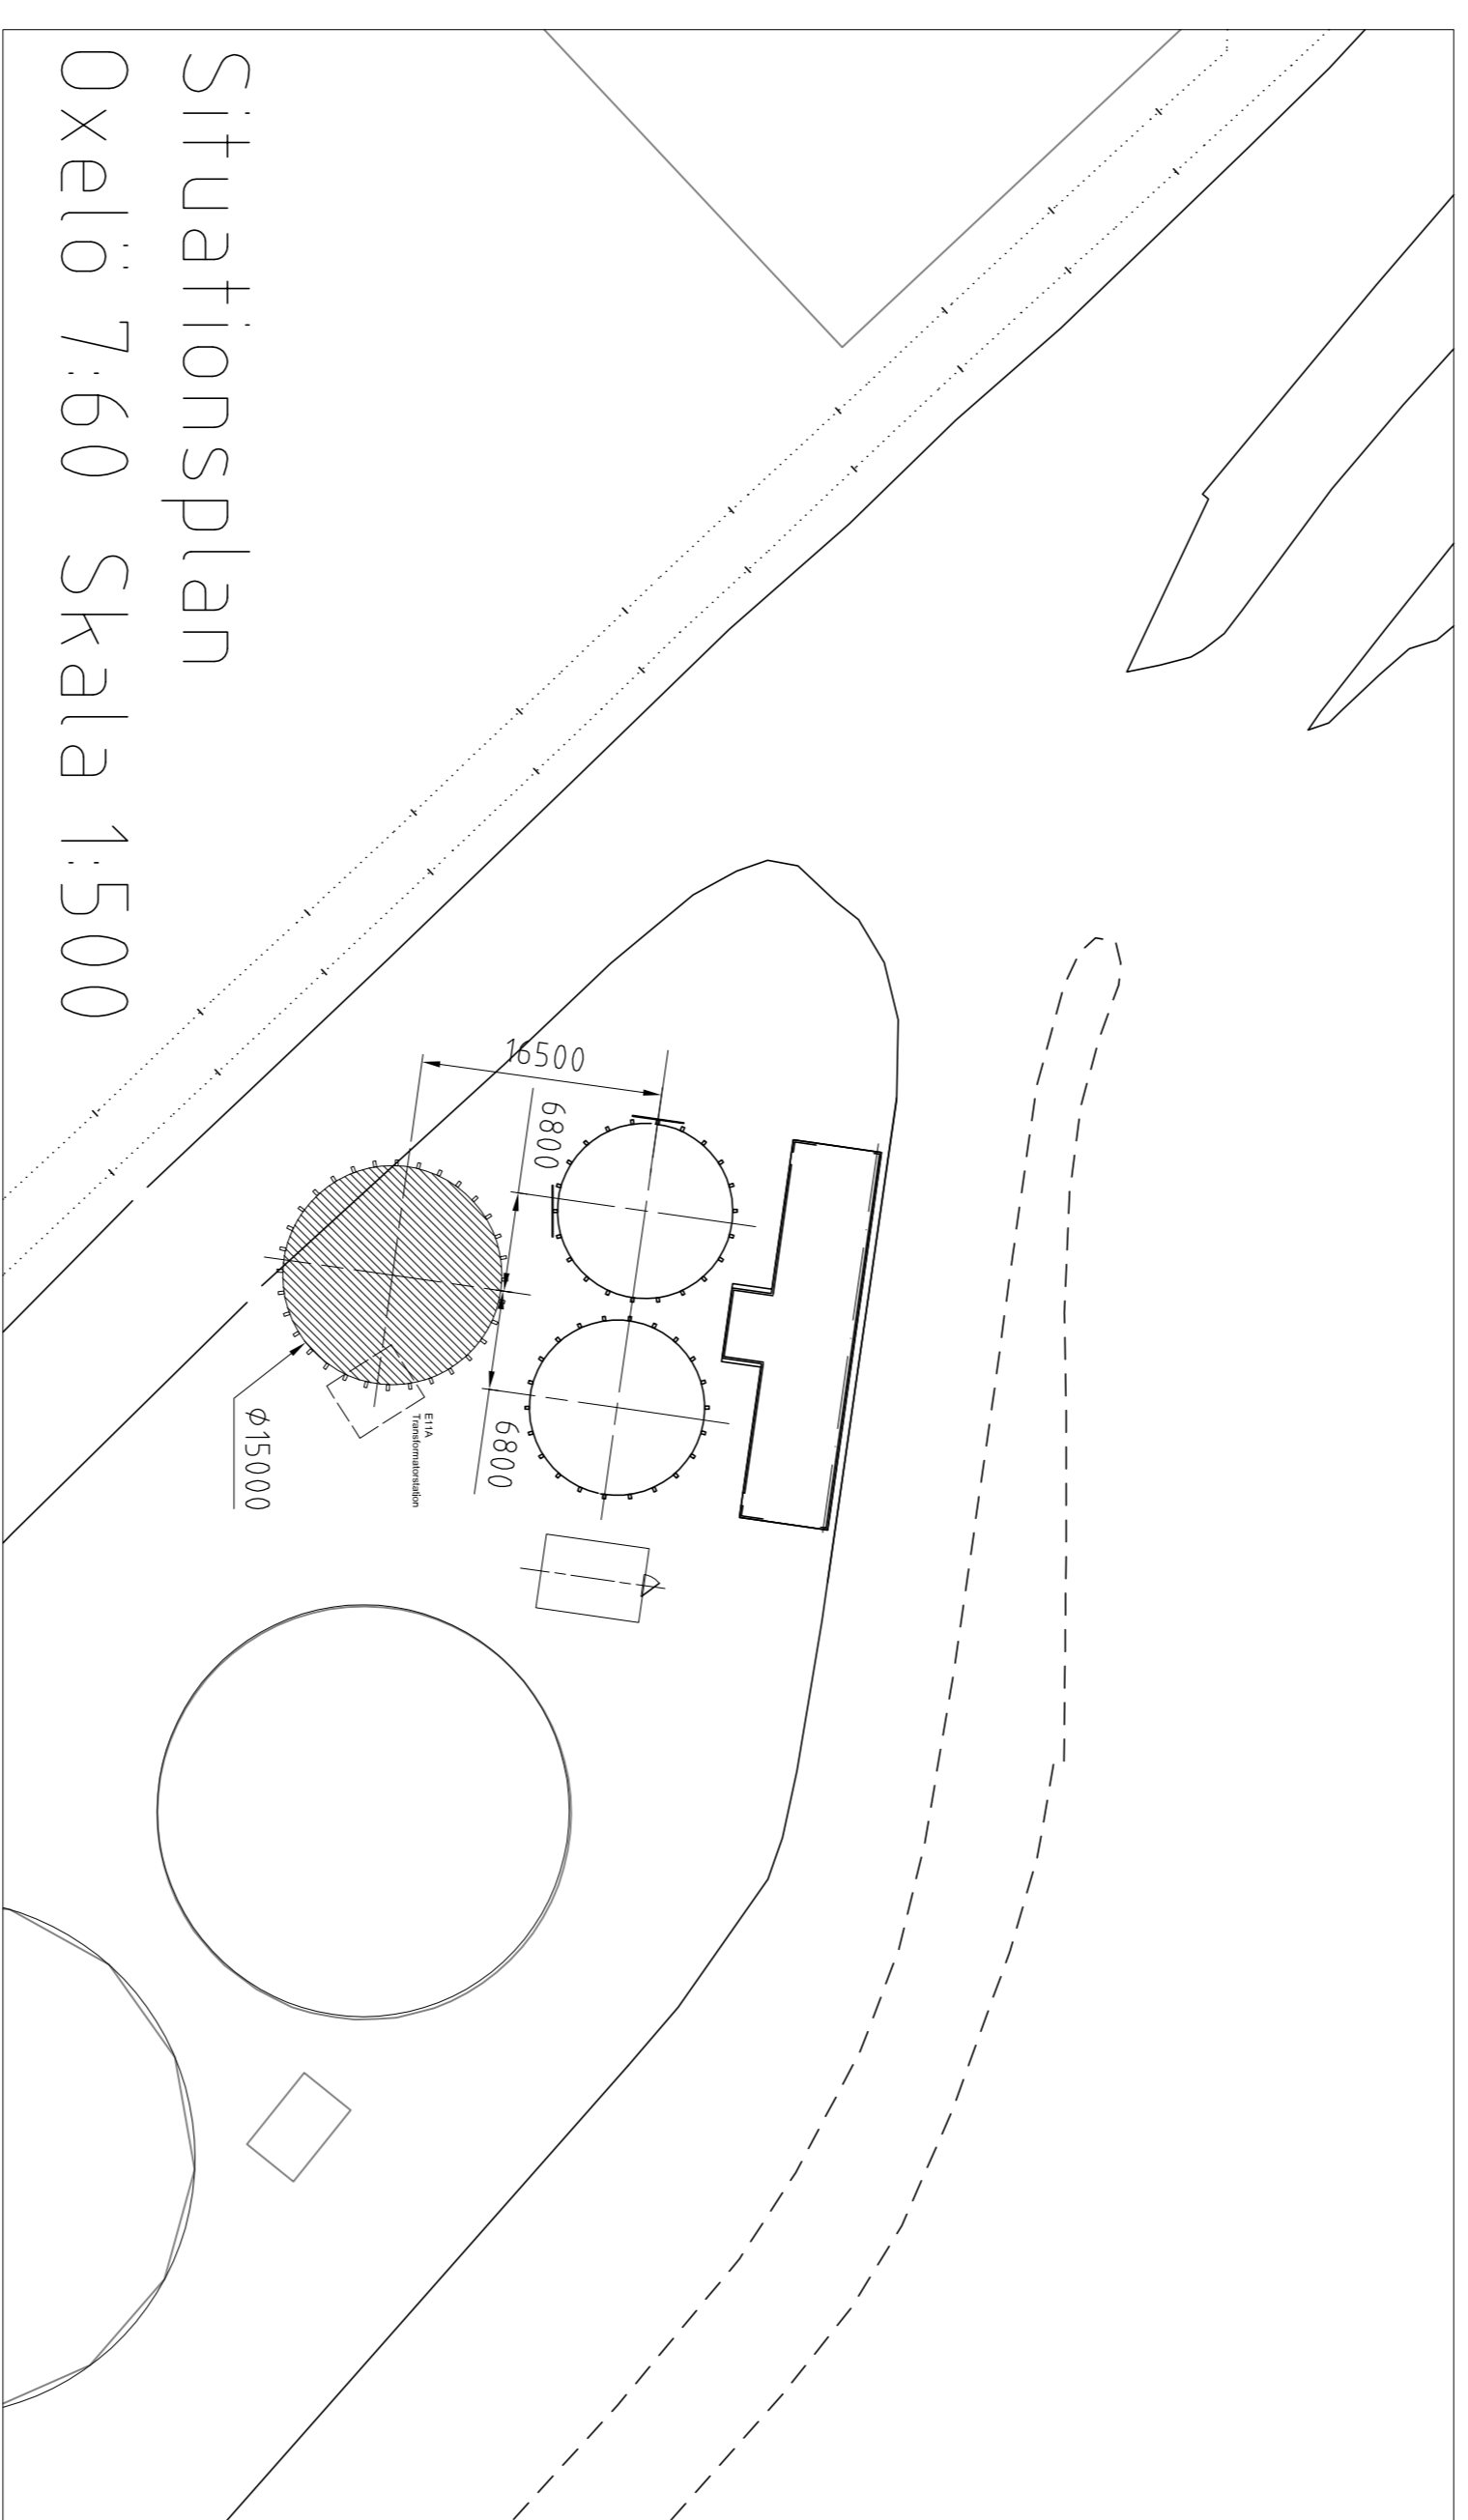 Situationsplan
Oxelö 7:60 Skala 1:500
16500
6800
6800
E11A
Transformatorstation
ø15000